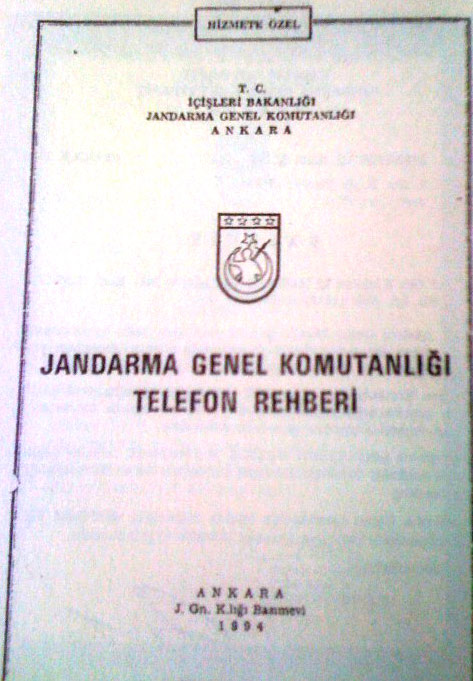 HİZMETE ÖZEL
T. C.
İÇİŞLERİ BAKANLIĞI
JANDARMA GENEL KOMUTANLIĞI
ANKARA
JANDARMA GENEL KOMUTANLIĞI
TELEFON REHBERİ
ANKARA
J. Gn. K.lığı Basımevi
1994